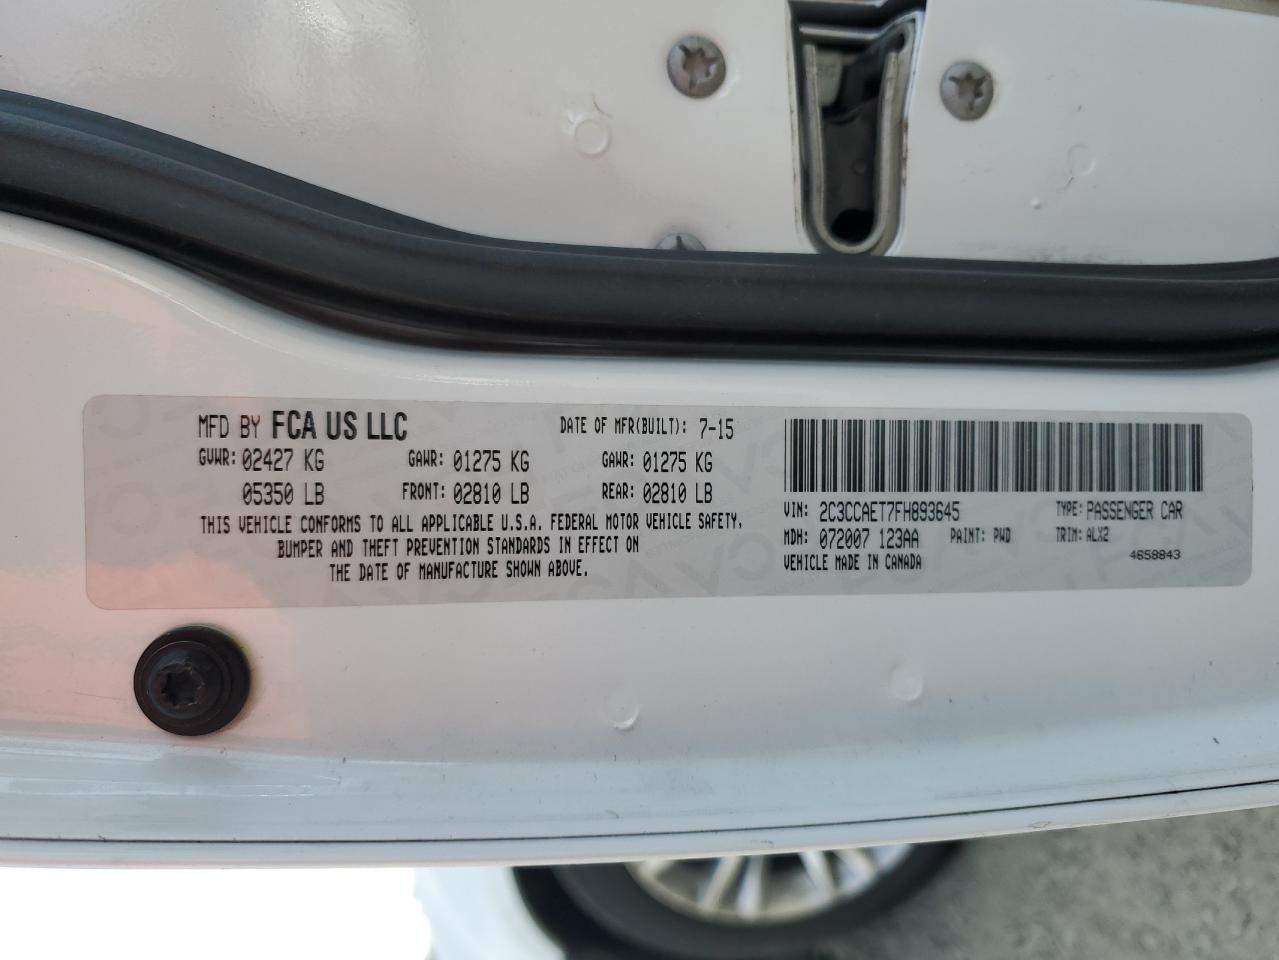 MFD BY FCA US LLC DATE OF MFR(BUILT): 7-15
GVWR: 02427 KG GAWR: 01275 KG GAWR: 01275 KG
05350 LB FRONT: 02810 LB REAR: 02810 LB
THIS VEHICLE CONFORMS TO ALL APPLICABLE U.S.A. FEDERAL MOTOR VEHICLE SAFETY,
BUMPER AND THEFT PREVENTION STANDARDS IN EFFECT ON
THE DATE OF MANUFACTURE SHOWN ABOVE.
VIN: 2C3CCAET7FH893645 TYPE: PASSENGER CAR
MDH: 072007 123AA PAINT: PWD TRIM: ALX2
VEHICLE MADE IN CANADA 4658843